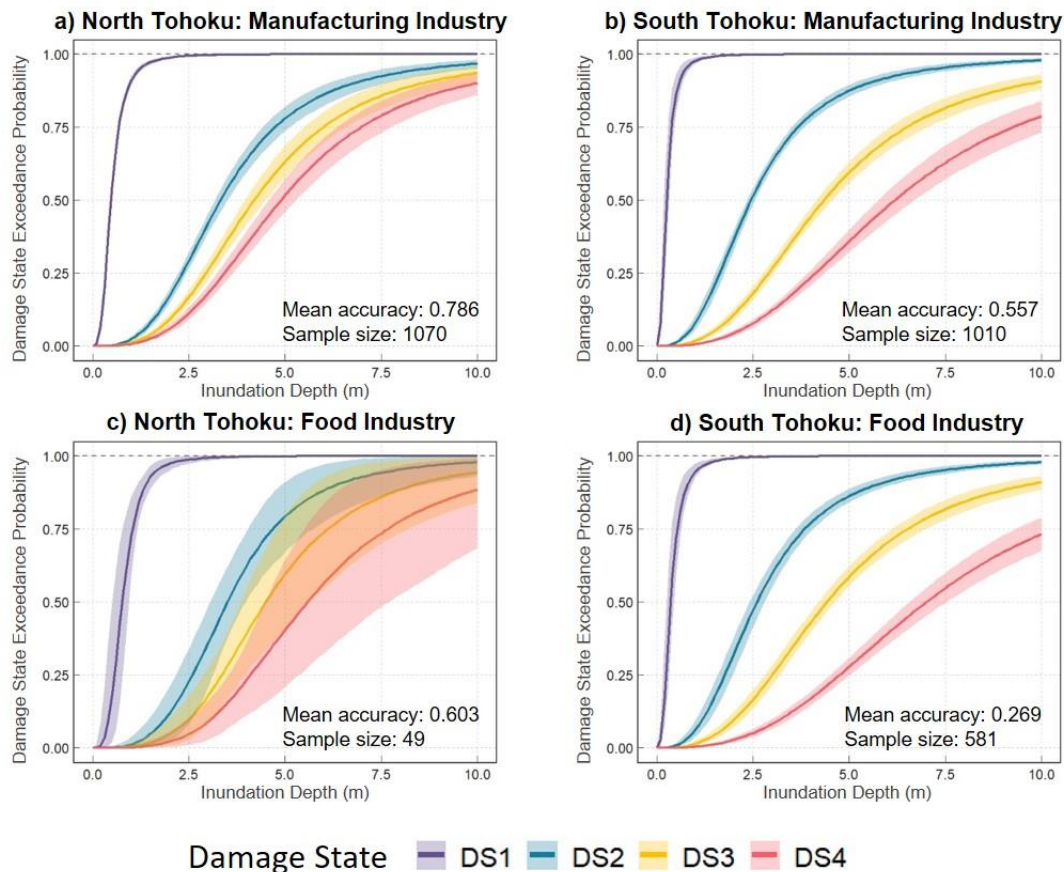 a) North Tohoku: Manufacturing Industry
Damage State Exceedance Probability
1.00
0.75
0.50
0.25
0.00
Mean accuracy: 0.786
Sample size: 1070
0.0 2.5 5.0 7.5 10.0
Inundation Depth (m)
b) South Tohoku: Manufacturing Industry
Damage State Exceedance Probability
1.00
0.75
0.50
0.25
0.00
Mean accuracy: 0.557
Sample size: 1010
0.0 2.5 5.0 7.5 10.0
Inundation Depth (m)
c) North Tohoku: Food Industry
Damage State Exceedance Probability
1.00
0.75
0.50
0.25
0.00
Mean accuracy: 0.603
Sample size: 49
0.0 2.5 5.0 7.5 10.0
Inundation Depth (m)
d) South Tohoku: Food Industry
Damage State Exceedance Probability
1.00
0.75
0.50
0.25
0.00
Mean accuracy: 0.269
Sample size: 581
0.0 2.5 5.0 7.5 10.0
Inundation Depth (m)
Damage State DS1 DS2 DS3 DS4